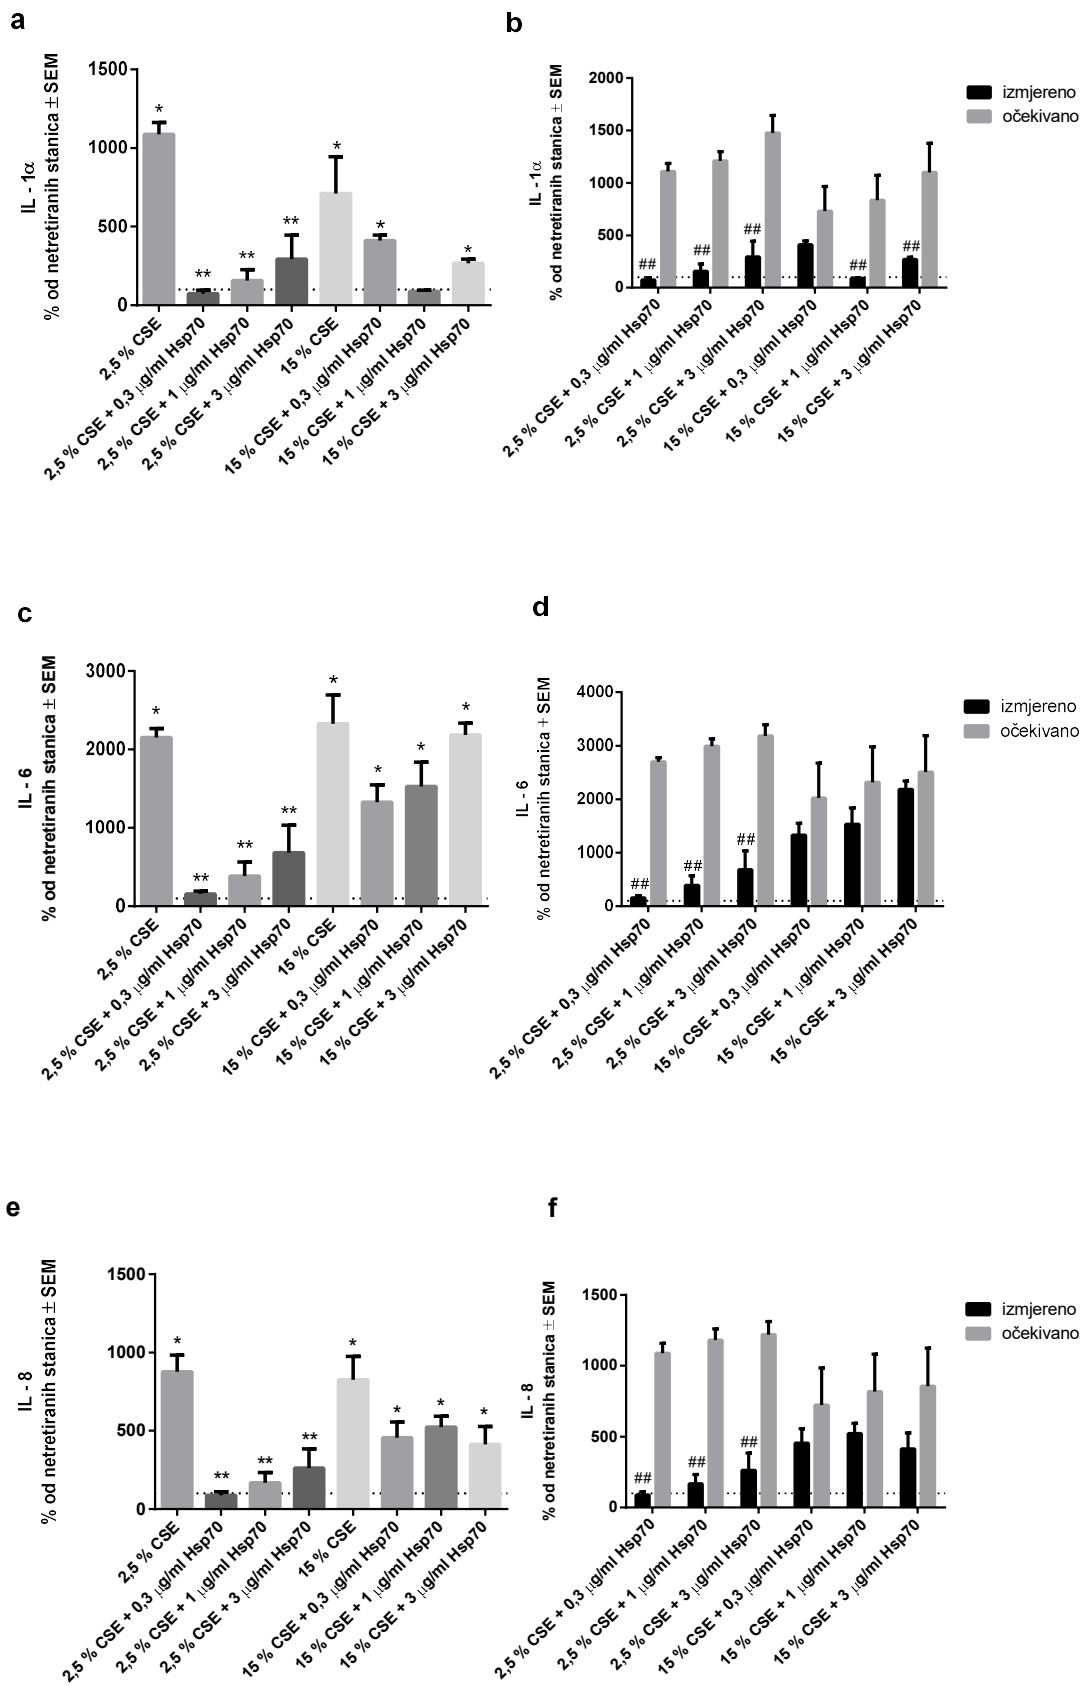 a
IL - 1α
% od netretiranih stanica ± SEM
1500
1000
500
0
*
**
**
**
*
*
*
2,5 % CSE
2,5 % CSE + 0,3 µg/ml Hsp70
2,5 % CSE + 1 µg/ml Hsp70
2,5 % CSE + 3 µg/ml Hsp70
15 % CSE
15 % CSE + 0,3 µg/ml Hsp70
15 % CSE + 1 µg/ml Hsp70
15 % CSE + 3 µg/ml Hsp70
b
IL - 1α
% od netretiranih stanica ± SEM
2000
1500
1000
500
0
##
##
##
##
##
izmjereno
očekivano
2,5 % CSE + 0,3 µg/ml Hsp70
2,5 % CSE + 1 µg/ml Hsp70
2,5 % CSE + 3 µg/ml Hsp70
15 % CSE + 0,3 µg/ml Hsp70
15 % CSE + 1 µg/ml Hsp70
15 % CSE + 3 µg/ml Hsp70
c
IL - 6
% od netretiranih stanica ± SEM
3000
2000
1000
0
*
**
**
**
*
*
*
*
2,5 % CSE
2,5 % CSE + 0,3 µg/ml Hsp70
2,5 % CSE + 1 µg/ml Hsp70
2,5 % CSE + 3 µg/ml Hsp70
15 % CSE
15 % CSE + 0,3 µg/ml Hsp70
15 % CSE + 1 µg/ml Hsp70
15 % CSE + 3 µg/ml Hsp70
d
IL - 6
% od netretiranih stanica + SEM
4000
3000
2000
1000
0
##
##
##
izmjereno
očekivano
2,5 % CSE + 0,3 µg/ml Hsp70
2,5 % CSE + 1 µg/ml Hsp70
2,5 % CSE + 3 µg/ml Hsp70
15 % CSE + 0,3 µg/ml Hsp70
15 % CSE + 1 µg/ml Hsp70
15 % CSE + 3 µg/ml Hsp70
e
IL - 8
% od netretiranih stanica ± SEM
1500
1000
500
0
*
**
**
**
*
*
*
*
2,5 % CSE
2,5 % CSE + 0,3 µg/ml Hsp70
2,5 % CSE + 1 µg/ml Hsp70
2,5 % CSE + 3 µg/ml Hsp70
15 % CSE
15 % CSE + 0,3 µg/ml Hsp70
15 % CSE + 1 µg/ml Hsp70
15 % CSE + 3 µg/ml Hsp70
f
IL - 8
% od netretiranih stanica ± SEM
1500
1000
500
0
##
##
##
izmjereno
očekivano
2,5 % CSE + 0,3 µg/ml Hsp70
2,5 % CSE + 1 µg/ml Hsp70
2,5 % CSE + 3 µg/ml Hsp70
15 % CSE + 0,3 µg/ml Hsp70
15 % CSE + 1 µg/ml Hsp70
15 % CSE + 3 µg/ml Hsp70